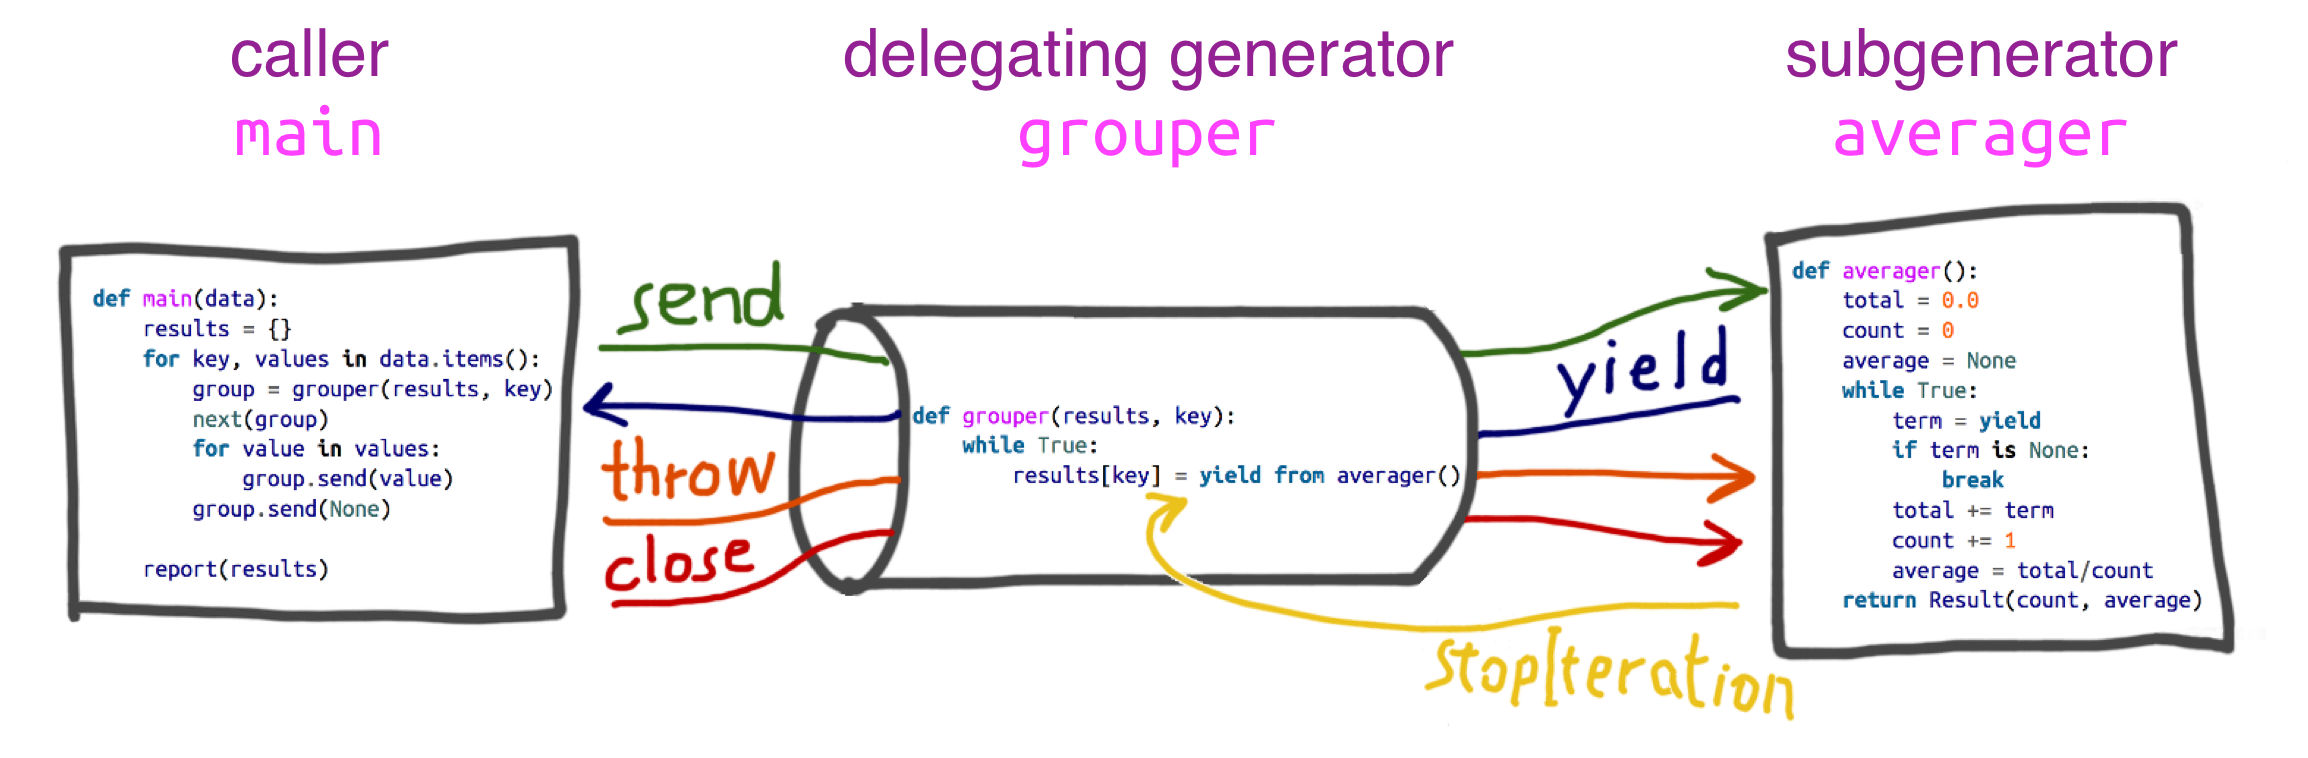 caller
main
delegating generator
grouper
subgenerator
averager
def main(data):
    results = {}
    for key, values in data.items():
        group = grouper(results, key)
        next(group)
        for value in values:
            group.send(value)
        group.send(None)

    report(results)
send
throw
close
def grouper(results, key):
    while True:
        results[key] = yield from averager()
yield
stopIteration
def averager():
    total = 0.0
    count = 0
    average = None
    while True:
        term = yield
        if term is None:
            break
        total += term
        count += 1
        average = total/count
    return Result(count, average)